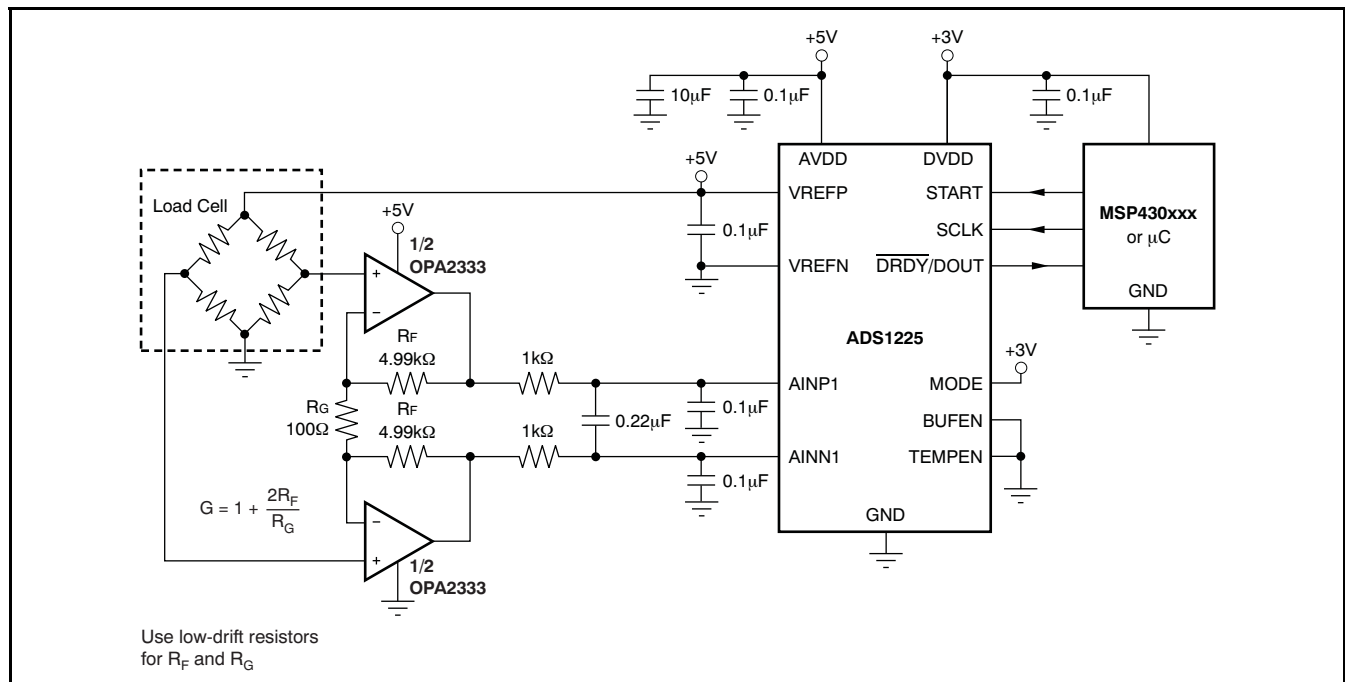 +5V
+3V
10μF
0.1μF
0.1μF
+5V
AVDD
DVDD
VREFP
START
MSP430xxx
or μC
Load Cell
+5V
1/2
OPA2333
0.1μF
SCLK
VREFN
DRDY/DOUT
GND
+
−
ADS1225
RF
4.99kΩ
1kΩ
+3V
AINP1
MODE
RG
100Ω
RF
4.99kΩ
1kΩ
0.22μF
0.1μF
BUFEN
AINN1
TEMPEN
0.1μF
G = 1 + 2RF
RG
−
+
GND
1/2
OPA2333
Use low-drift resistors
for RF and RG